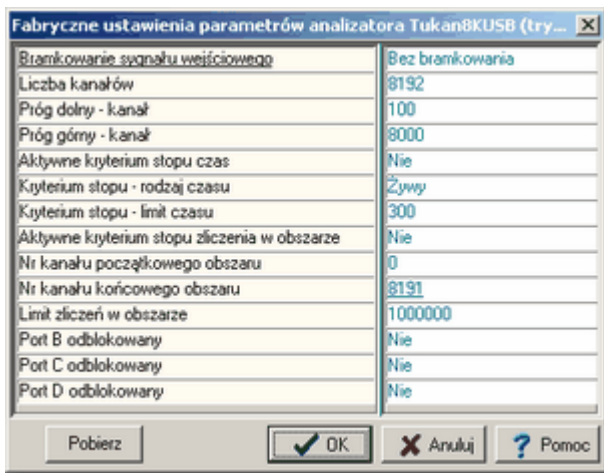 Fabryczne ustawienia parametrów analizatora Tukan8KUSB (try...
Bramkowanie sygnału wejściowego Bez bramkowania
Liczba kanałów 8192
Próg dolny - kanał 100
Próg górny - kanał 8000
Aktywne kryterium stopu czas Nie
Kryterium stopu - rodzaj czasu Żywy
Kryterium stopu - limit czasu 300
Aktywne kryterium stopu zliczenia w obszarze Nie
Nr kanału początkowego obszaru 0
Nr kanału końcowego obszaru 8191
Limit zliczeń w obszarze 1000000
Port B odblokowany Nie
Port C odblokowany Nie
Port D odblokowany Nie
Pobierz OK Anuluj ? Pomoc